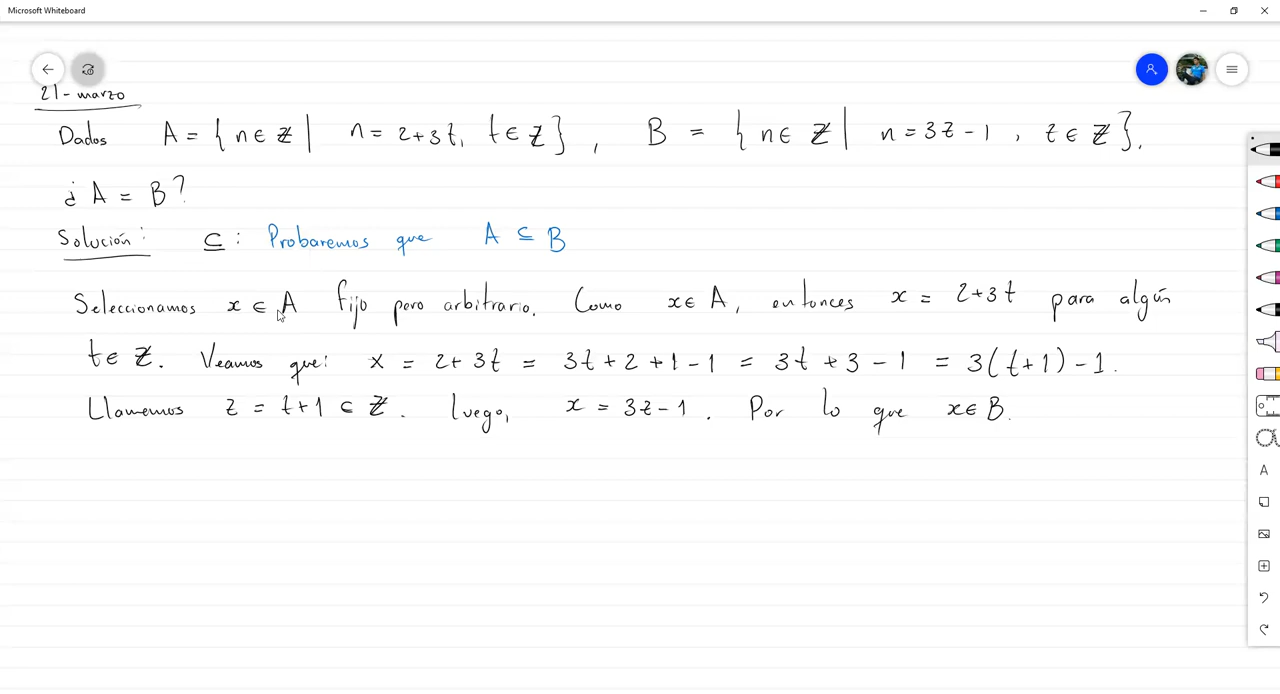 Microsoft Whiteboard
21-marzo
Dados A = { n ∈ ℤ | n = 2+3t, t ∈ ℤ } , B = { n ∈ ℤ | n = 3z-1 , z ∈ ℤ }.
¿ A = B?
Solución: ⊆ : Probaremos que A ⊆ B
Seleccionamos x ∈ A fijo pero arbitrario. Como x ∈ A, entonces x = 2+3t para algún
t ∈ ℤ. Veamos que: x = 2+3t = 3t+2+1-1 = 3t+3-1 = 3(t+1)-1.
Llamemos z = t+1 ∈ ℤ. Luego, x = 3z-1. Por lo que x ∈ B.
A